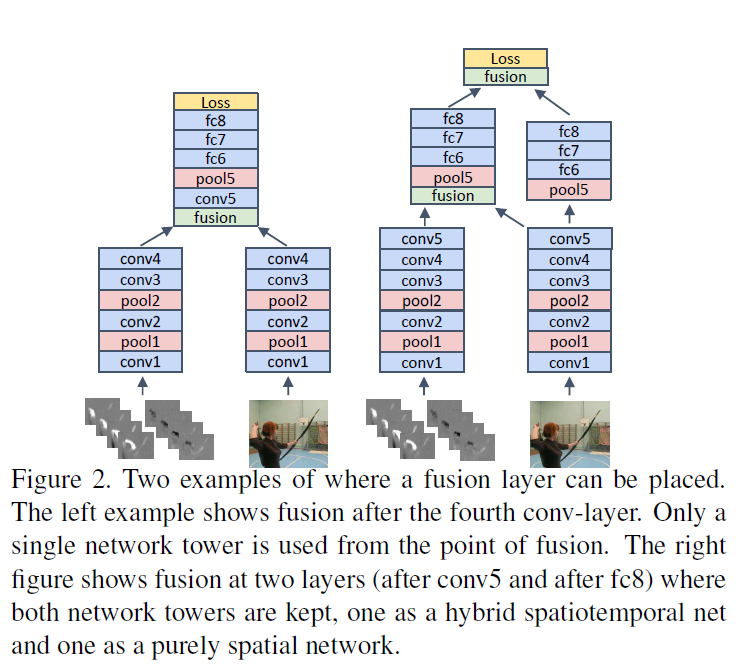 Loss
fc8
fc7
fc6
pool5
conv5
fusion
conv4
conv3
pool2
conv2
pool1
conv1
conv4
conv3
pool2
conv2
pool1
conv1
Loss
fusion
fc8
fc7
fc6
pool5
fusion
fc8
fc7
fc6
pool5
conv5
conv4
conv3
pool2
conv2
pool1
conv1
conv5
conv4
conv3
pool2
conv2
pool1
conv1
Figure 2. Two examples of where a fusion layer can be placed.
The left example shows fusion after the fourth conv-layer. Only a
single network tower is used from the point of fusion. The right
figure shows fusion at two layers (after conv5 and after fc8) where
both network towers are kept, one as a hybrid spatiotemporal net
and one as a purely spatial network.